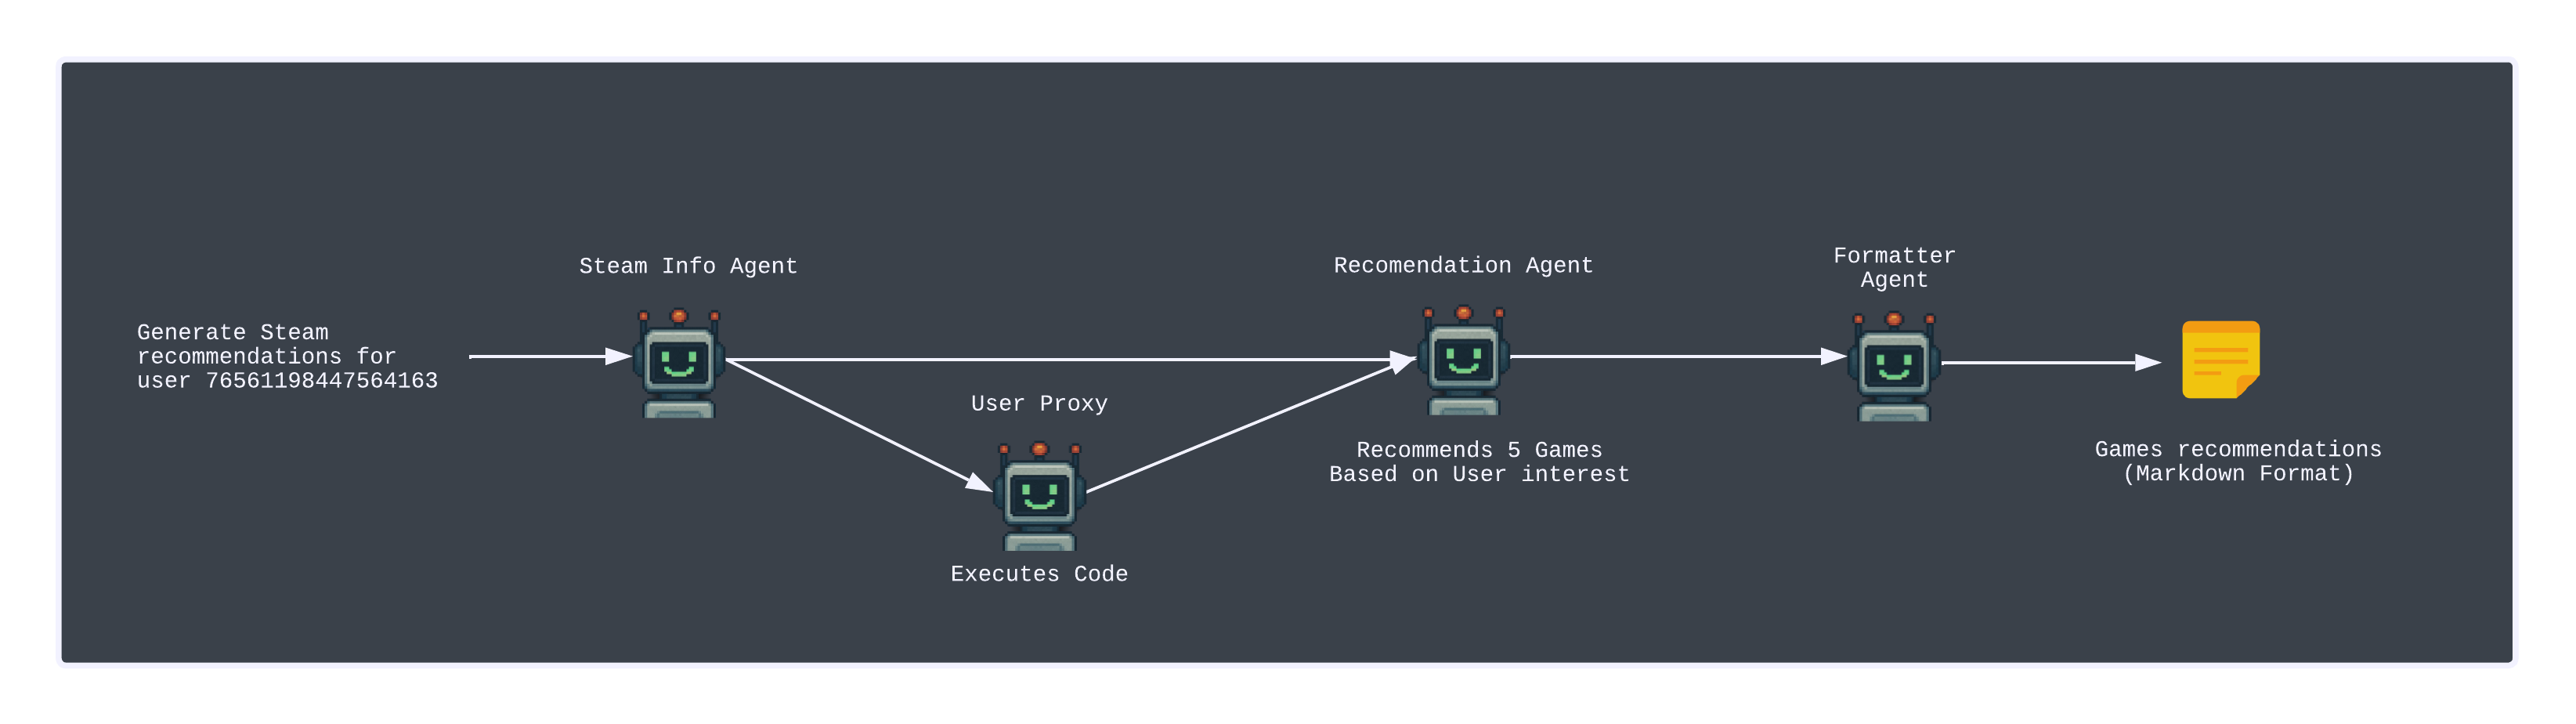 Generate Steam
recommendations for
user 76561198447564163
Steam Info Agent
User Proxy
Executes Code
Recomendation Agent
Recommends 5 Games
Based on User interest
Formatter
Agent
Games recommendations
(Markdown Format)